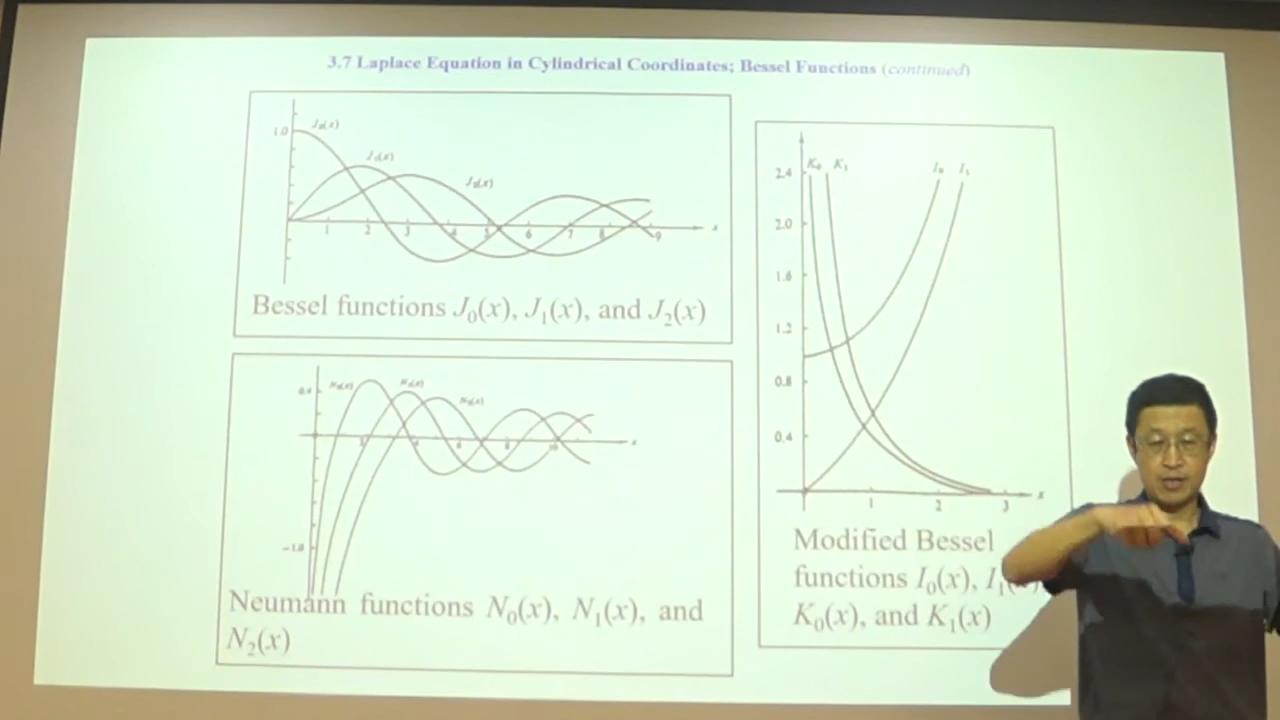 3.7 Laplace Equation in Cylindrical Coordinates; Bessel Functions (continued)
1.0
J₀(x)
J₁(x)
J₂(x)
1 2 3 4 5 6 7 8 9
x
Bessel functions J₀(x), J₁(x), and J₂(x)
N₀(x)
N₁(x)
N₂(x)
x
−1.0
Neumann functions N₀(x), N₁(x), and
N₂(x)
K₀ K₁ I₀ I₁
2.4
2.0
1.6
1.2
0.8
0.4
1 2 3 x
Modified Bessel
functions I₀(x),
K₀(x), and K₁(x)